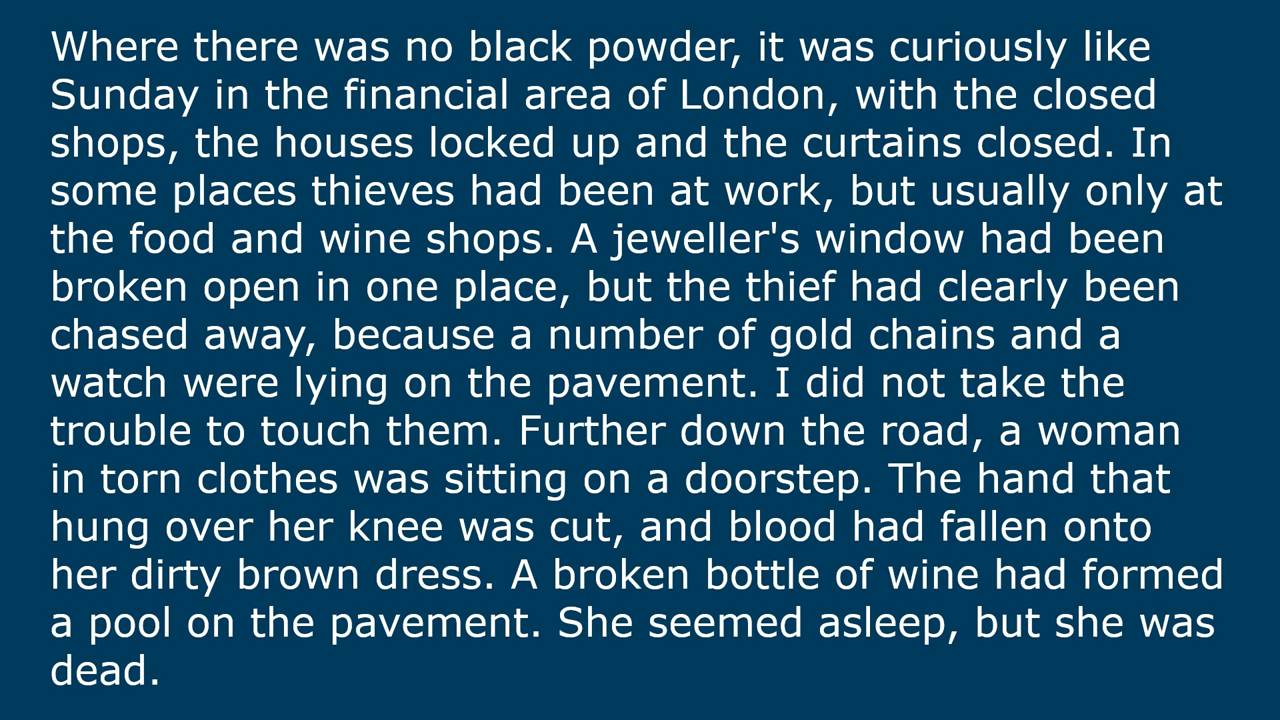 Where there was no black powder, it was curiously like
Sunday in the financial area of London, with the closed
shops, the houses locked up and the curtains closed. In
some places thieves had been at work, but usually only at
the food and wine shops. A jeweller's window had been
broken open in one place, but the thief had clearly been
chased away, because a number of gold chains and a
watch were lying on the pavement. I did not take the
trouble to touch them. Further down the road, a woman
in torn clothes was sitting on a doorstep. The hand that
hung over her knee was cut, and blood had fallen onto
her dirty brown dress. A broken bottle of wine had formed
a pool on the pavement. She seemed asleep, but she was
dead.